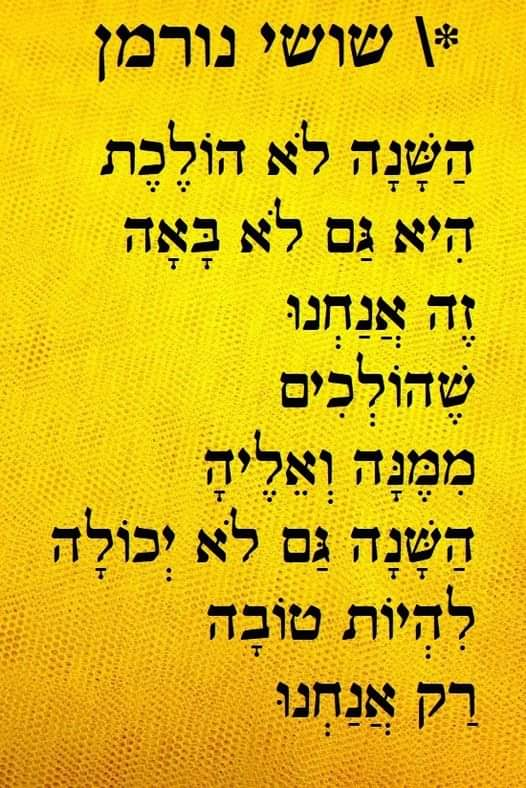 *\ שושי נורמן
הַשָּׁנָה לֹא הוֹלֶכֶת
הִיא גַּם לֹא בָּאָה
זֶה אֲנַחְנוּ
שֶׁהוֹלְכִים
מִמֶּנָּה וְאֵלֶיהָ
הַשָּׁנָה גַּם לֹא יְכוֹלָה
לִהְיוֹת טוֹבָה
רַק אֲנַחְנוּ